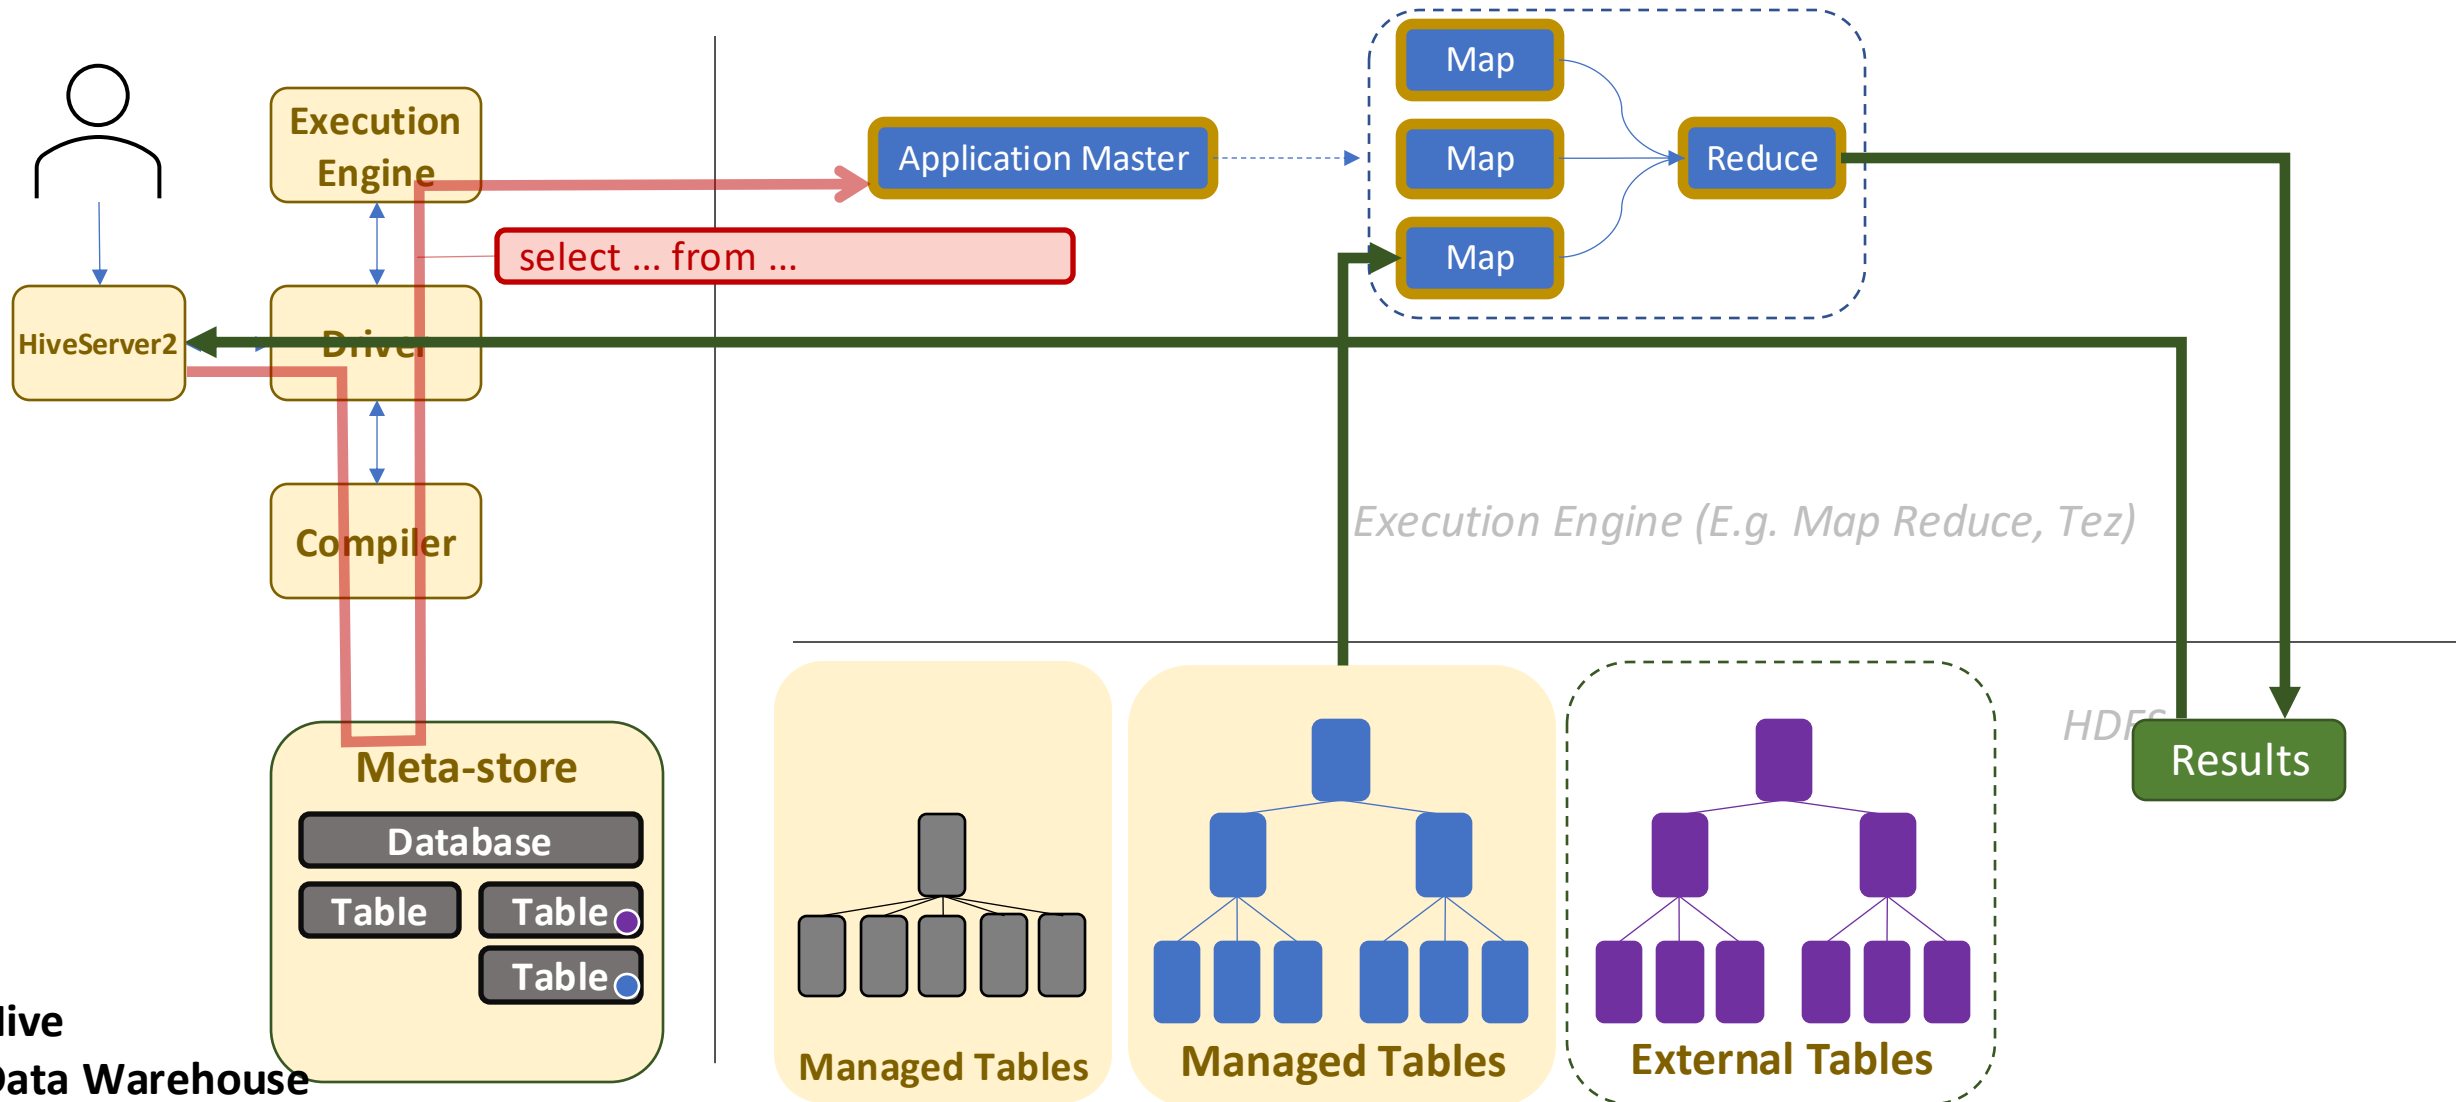 Execution
Engine
HiveServer2
Driver
Compiler
Meta-store
Database
Table
Table
Table
Data Warehouse
select ... from ...
Application Master
Map
Map
Map
Reduce
Execution Engine (E.g. Map Reduce, Tez)
HDFS
Results
Managed Tables
Managed Tables
External Tables